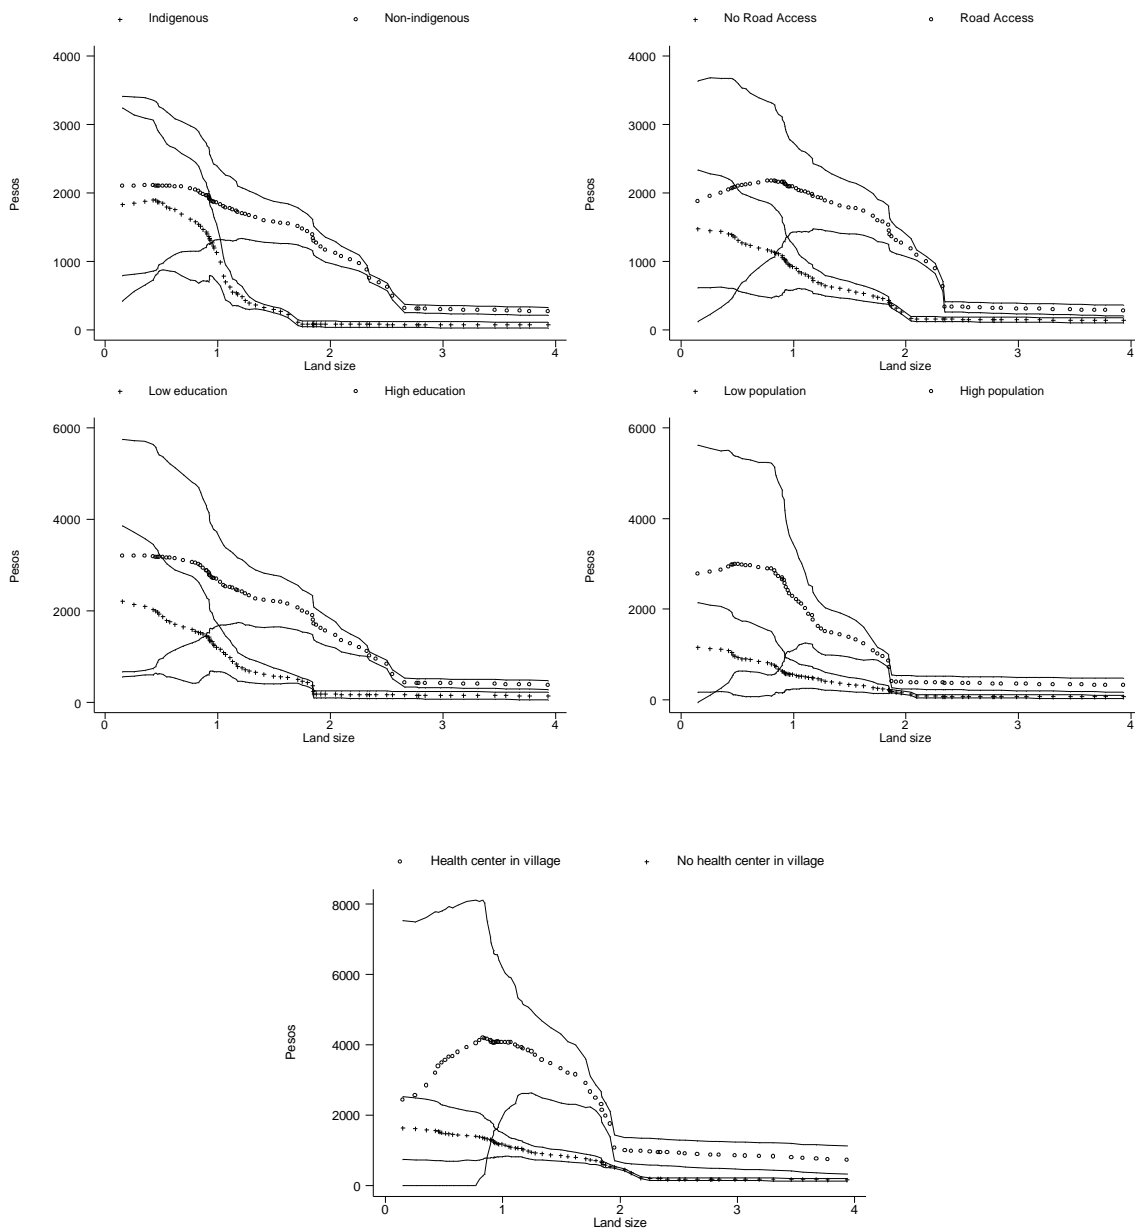 + Indigenous o Non-indigenous
4000
3000
2000
1000
0
Pesos
0 1 2 3 4
Land size
+ No Road Access o Road Access
4000
3000
2000
1000
0
Pesos
0 1 2 3 4
Land size
+ Low education o High education
6000
4000
2000
0
Pesos
0 1 2 3 4
Land size
+ Low population o High population
6000
4000
2000
0
Pesos
0 1 2 3 4
Land size
o Health center in village + No health center in village
8000
6000
4000
2000
0
Pesos
0 1 2 3 4
Land size